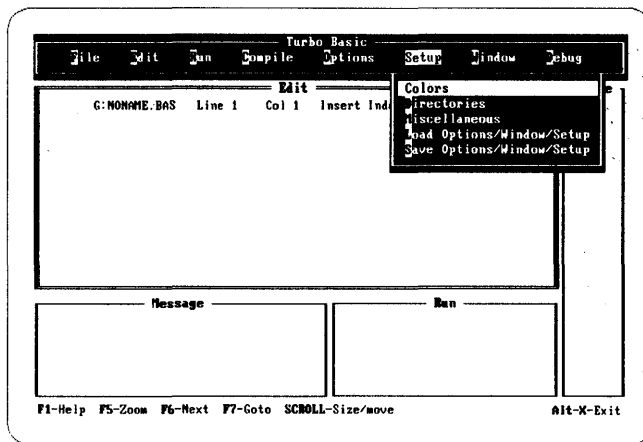 Turbo Basic
File Edit Run Compile Options Setup Window Debug
Edit
G:NONAME.BAS Line 1 Col 1 Insert Ind e
Colors
Directories
Miscellaneous
Load Options/Window/Setup
Save Options/Window/Setup
Message
Run
F1-Help F5-Zoom F6-Next F7-Goto SCROLL-Size/move Alt-X-Exit